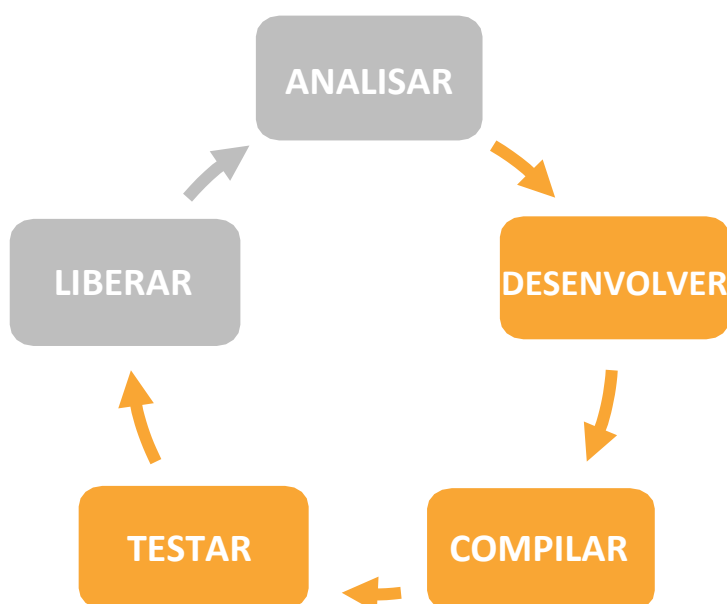 ANALISAR
DESENVOLVER
COMPILAR
TESTAR
LIBERAR